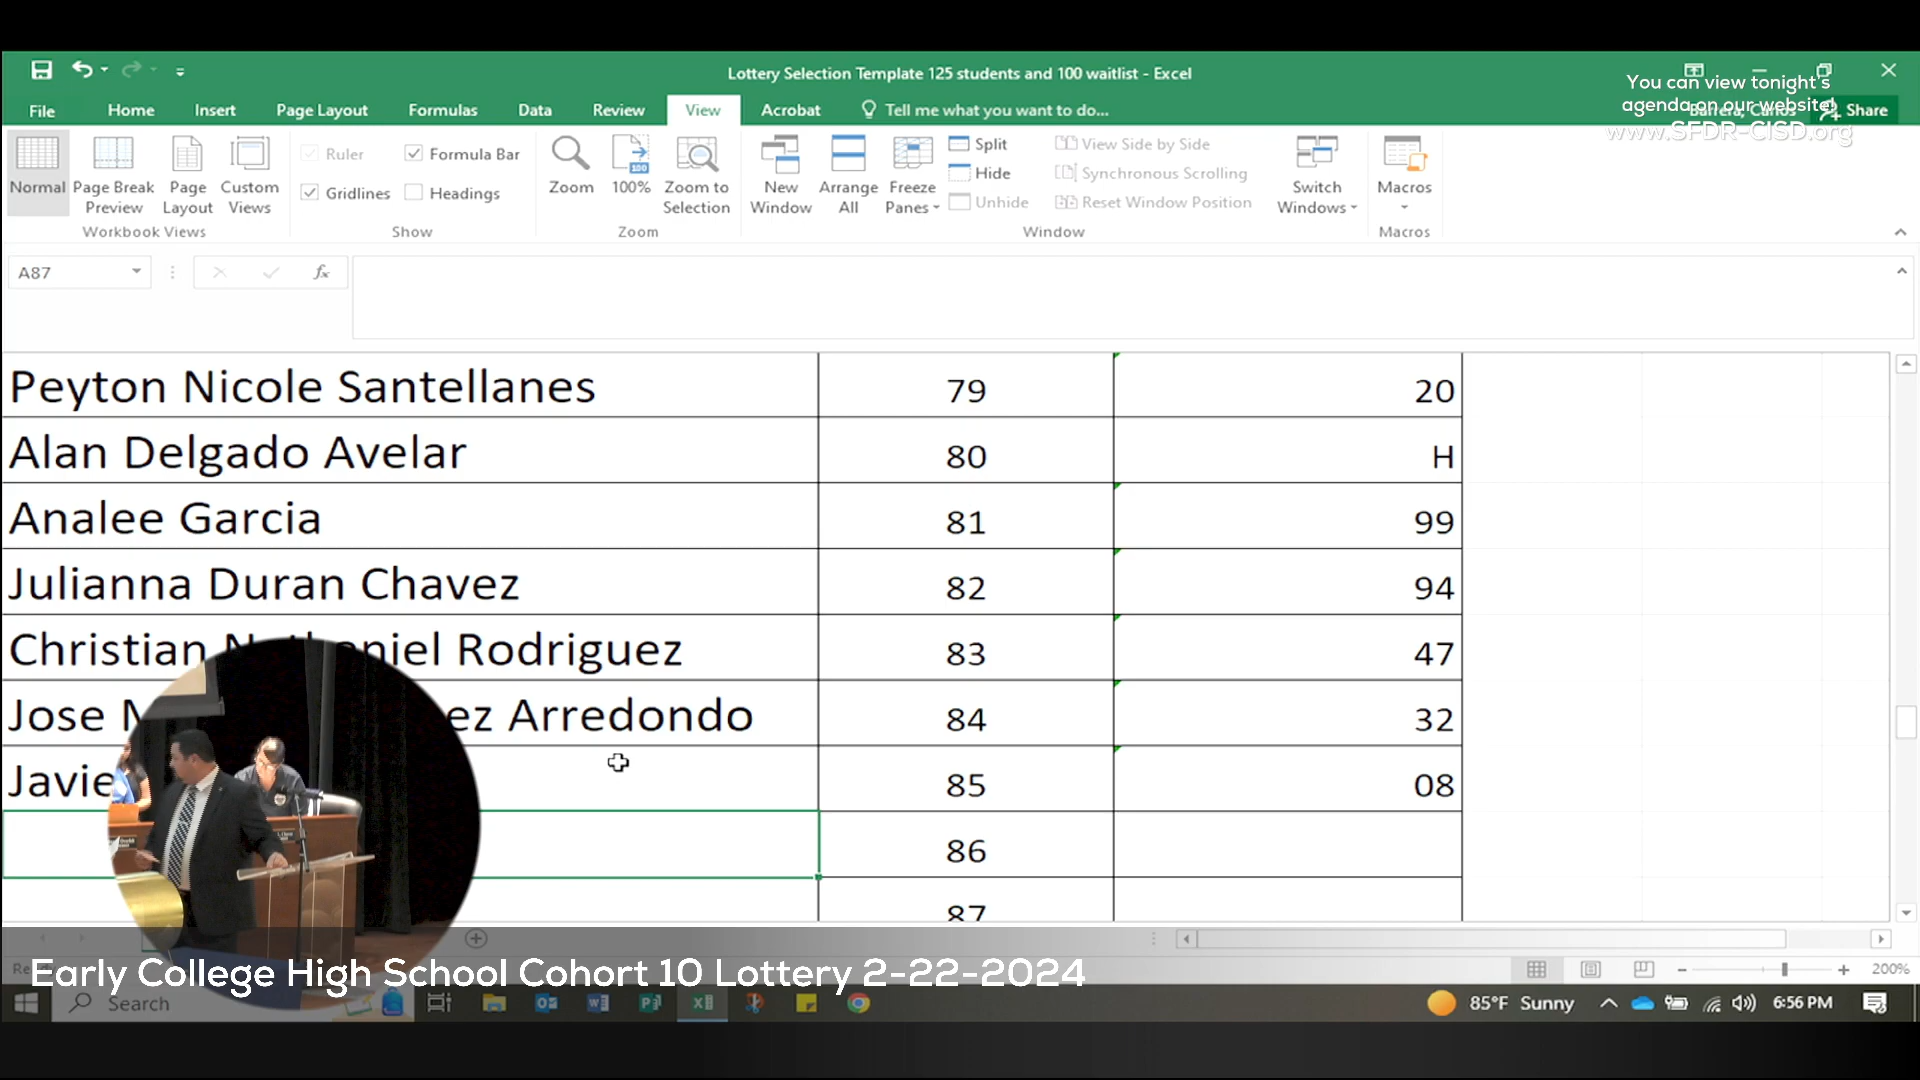 Lottery Selection Template 125 students and 100 waitlist - Excel
You can view tonight's
agenda on our website!
www.SFDR-CISD.org
File Home Insert Page Layout Formulas Data Review View Acrobat Tell me what you want to do... Barrera, Carlos Share
Normal Page Break Preview Page Layout Custom Views
Workbook Views
Ruler Formula Bar
Gridlines Headings
Show
Zoom 100% Zoom to Selection
Zoom
New Window Arrange All Freeze Panes
Split View Side by Side
Hide Synchronous Scrolling
Unhide Reset Window Position
Window
Switch Windows
Macros
Macros
A87 fx
Peyton Nicole Santellanes 79 20
Alan Delgado Avelar 80 H
Analee Garcia 81 99
Julianna Duran Chavez 82 94
Christian Rodriguez 83 47
Jose Arredondo 84 32
85 08
86
87
Early College High School Cohort 10 Lottery 2-22-2024
200%
Search 85°F Sunny 6:56 PM